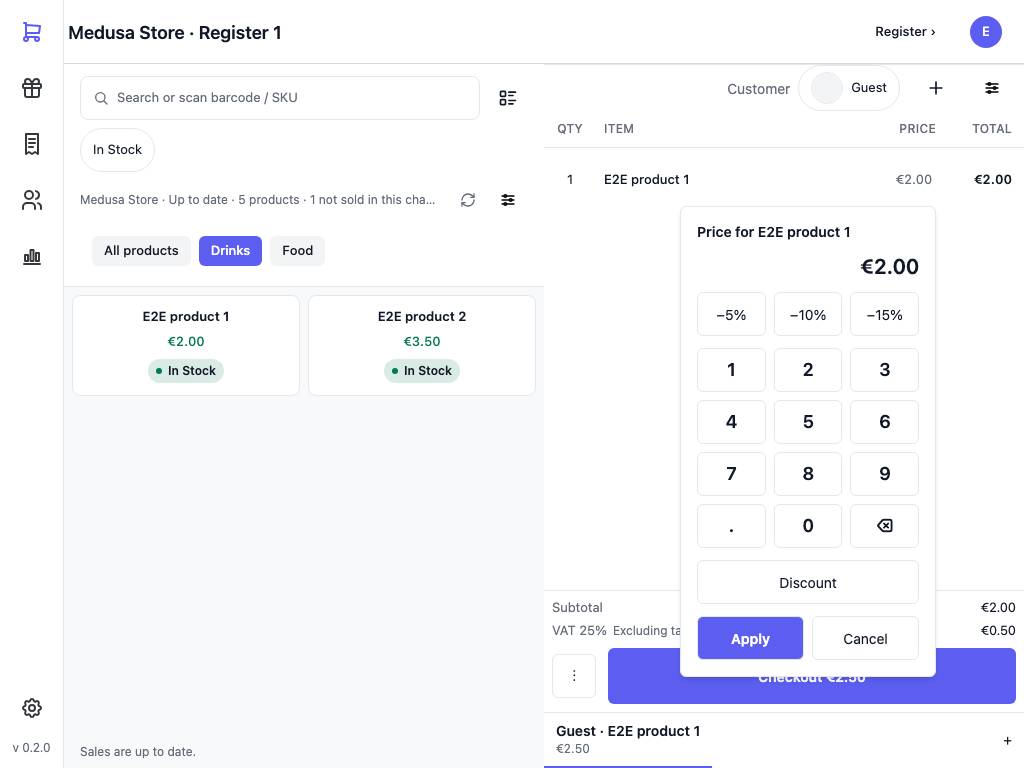 Medusa Store · Register 1
Register ›
E
Search or scan barcode / SKU
In Stock
Medusa Store · Up to date · 5 products · 1 not sold in this cha...
All products
Drinks
Food
E2E product 1
€2.00
In Stock
E2E product 2
€3.50
In Stock
Sales are up to date.
v 0.2.0
Customer
Guest
QTY
ITEM
PRICE
TOTAL
1
E2E product 1
€2.00
€2.00
Price for E2E product 1
€2.00
−5%
−10%
−15%
1
2
3
4
5
6
7
8
9
.
0
Discount
Apply
Cancel
Subtotal
€2.00
VAT 25% Excluding ta
€0.50
Checkout €2.50
Guest · E2E product 1
€2.50
+